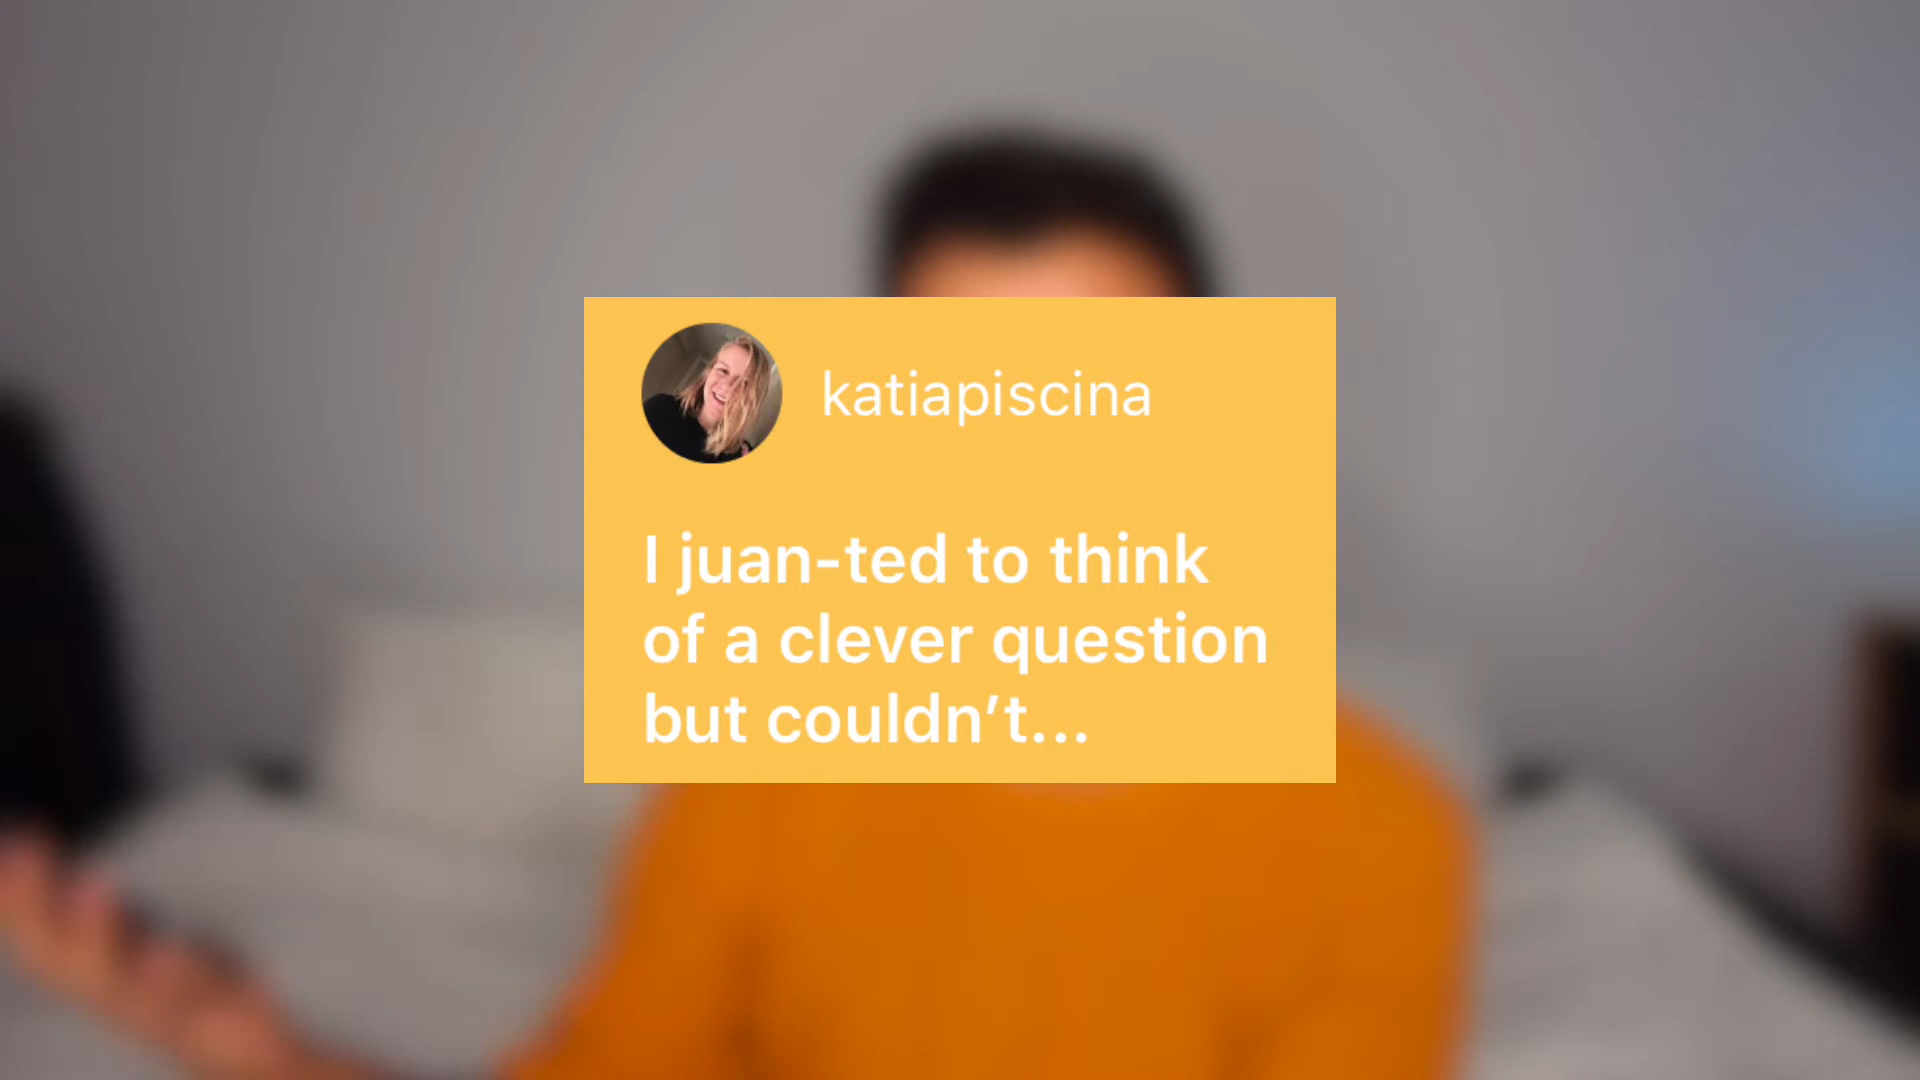 katiapiscina
I juan-ted to think
of a clever question
but couldn’t...